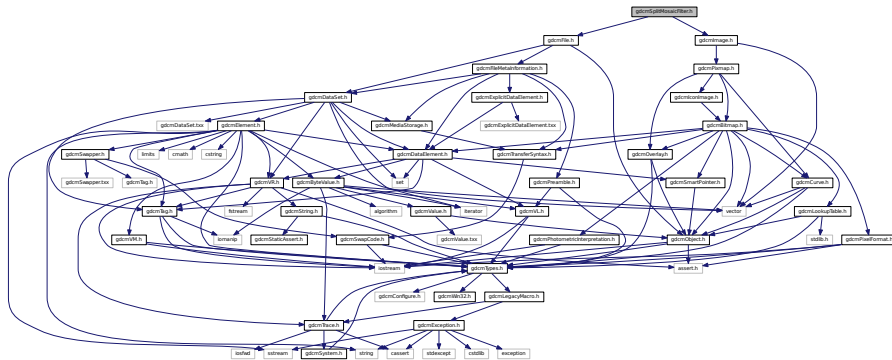 gdcmSplitMosaicFilter.h
gdcmFile.h
gdcmImage.h
gdcmFileMetaInformation.h
gdcmPixmap.h
gdcmDataSet.h
gdcmExplicitDataElement.h
gdcmIconImage.h
gdcmDataSet.txx
gdcmElement.h
gdcmMediaStorage.h
gdcmExplicitDataElement.txx
gdcmBitmap.h
gdcmSwapper.h
limits
cmath
cstring
gdcmDataElement.h
gdcmTransferSyntax.h
gdcmOverlay.h
gdcmSwapper.txx
gdcmTag.h
gdcmVR.h
gdcmByteValue.h
set
gdcmPreamble.h
gdcmSmartPointer.h
gdcmCurve.h
gdcmTag.h
fstream
gdcmString.h
algorithm
gdcmValue.h
iterator
gdcmVL.h
vector
gdcmLookupTable.h
gdcmVM.h
iomanip
gdcmStaticAssert.h
gdcmSwapCode.h
gdcmValue.txx
gdcmPhotometricInterpretation.h
gdcmObject.h
stdlib.h
gdcmPixelFormat.h
iostream
gdcmTypes.h
assert.h
gdcmConfigure.h
gdcmWin32.h
gdcmLegacyMacro.h
gdcmTrace.h
gdcmException.h
iosfwd
sstream
gdcmSystem.h
string
cassert
stdexcept
cstdlib
exception